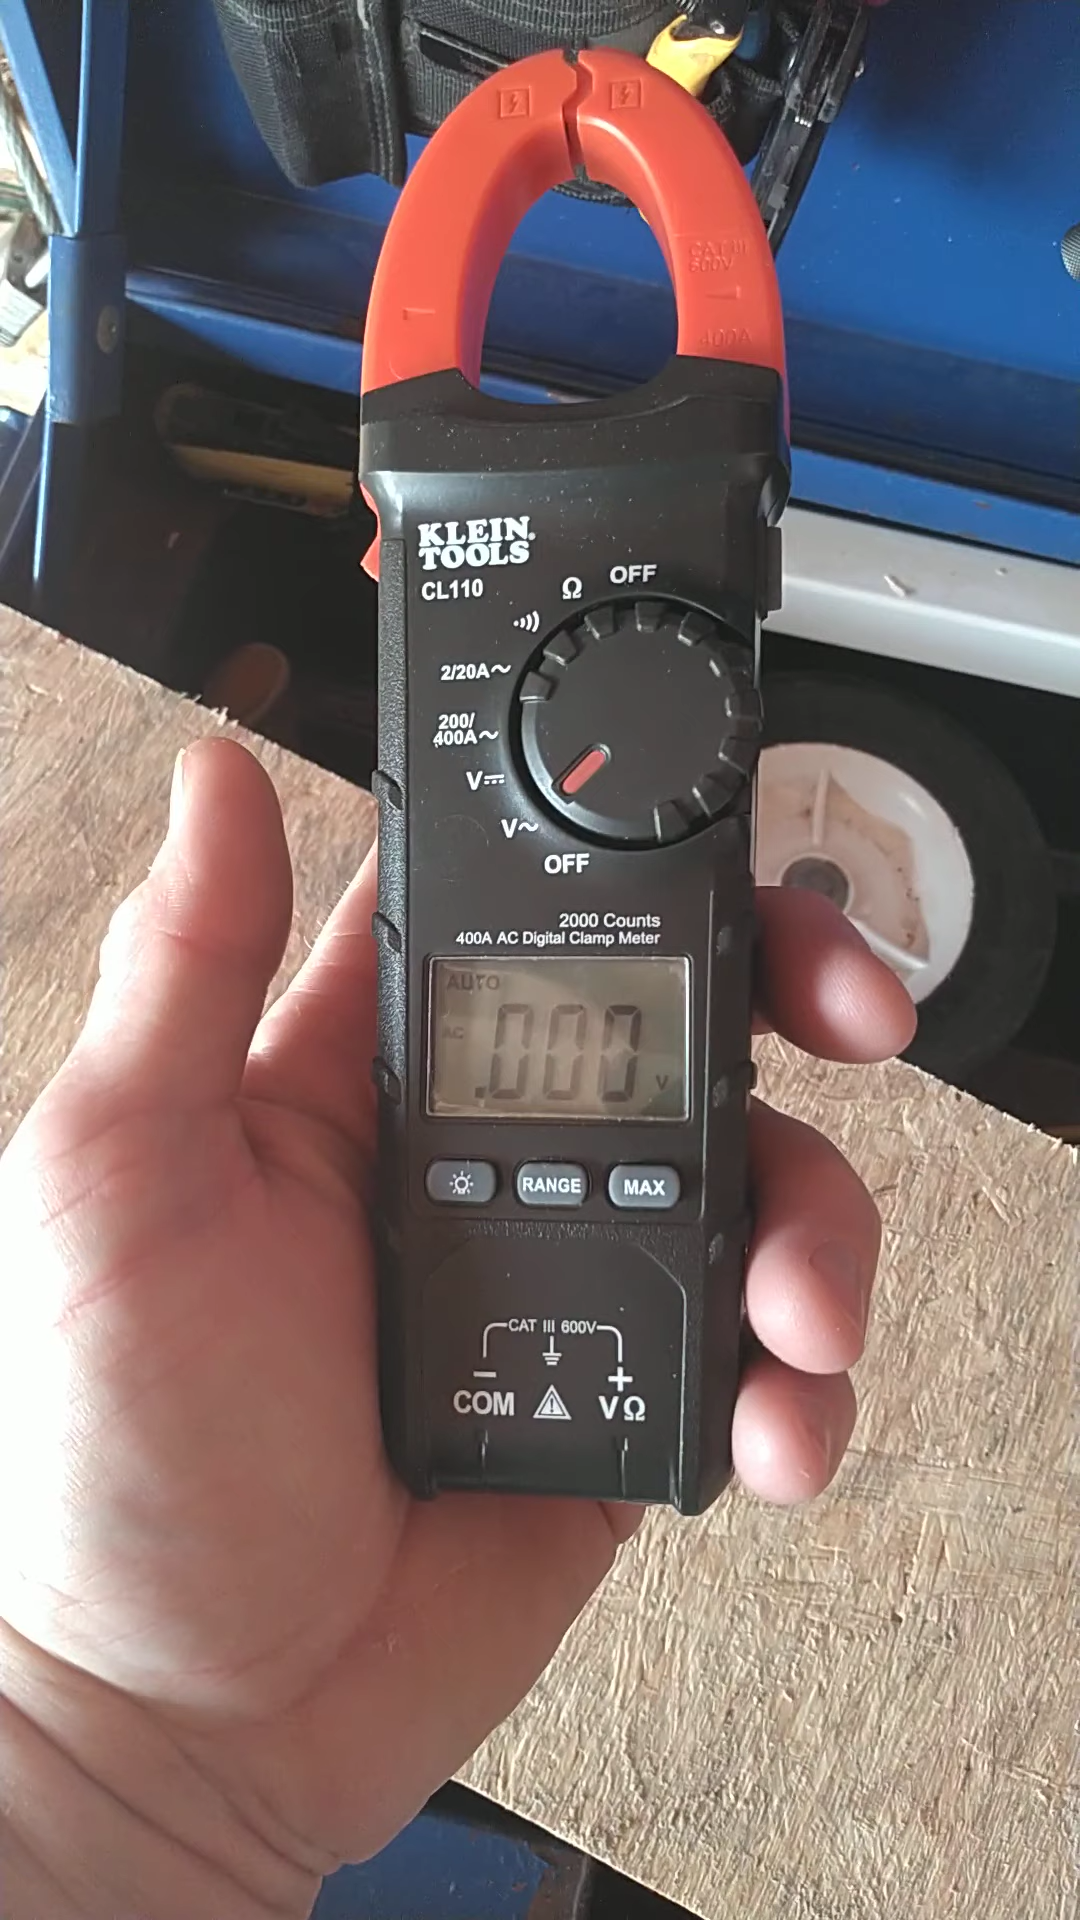 CAT III
600V
400A
KLEIN
TOOLS
CL110
Ω OFF
2/20A~
200/
400A~
V⎓
V~
OFF
2000 Counts
400A AC Digital Clamp Meter
AUTO
AC
.000 V
RANGE MAX
CAT III 600V
− +
COM VΩ